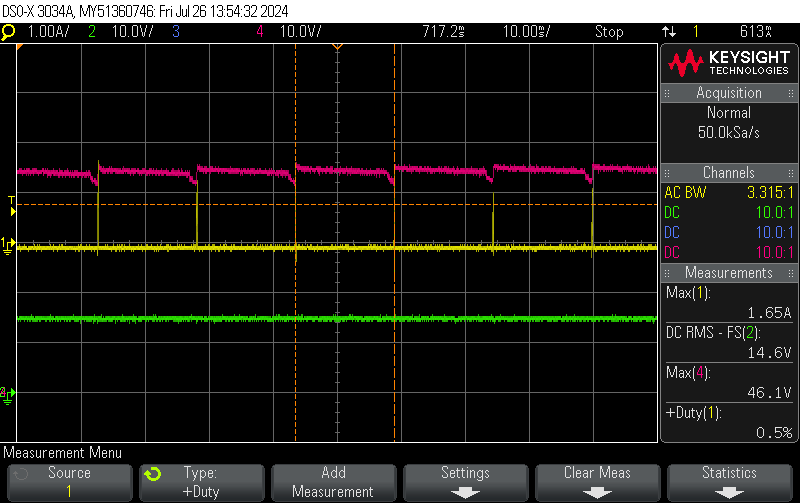 DSO-X 3034A, MY51360746: Fri Jul 26 13:54:32 2024
1.00A/ 2 10.0V/ 3 4 10.0V/ 717.2s 10.00s/ Stop 1 613%
KEYSIGHT
TECHNOLOGIES
Acquisition
Normal
50.0kSa/s
Channels
AC BW 3.315:1
DC 10.0:1
DC 10.0:1
DC 10.0:1
Measurements
Max(1):
1.65A
DC RMS - FS(2):
14.6V
Max(4):
46.1V
+Duty(1):
0.5%
T
1
2
Measurement Menu
Source
1
Type:
+Duty
Add
Measurement
Settings
Clear Meas
Statistics